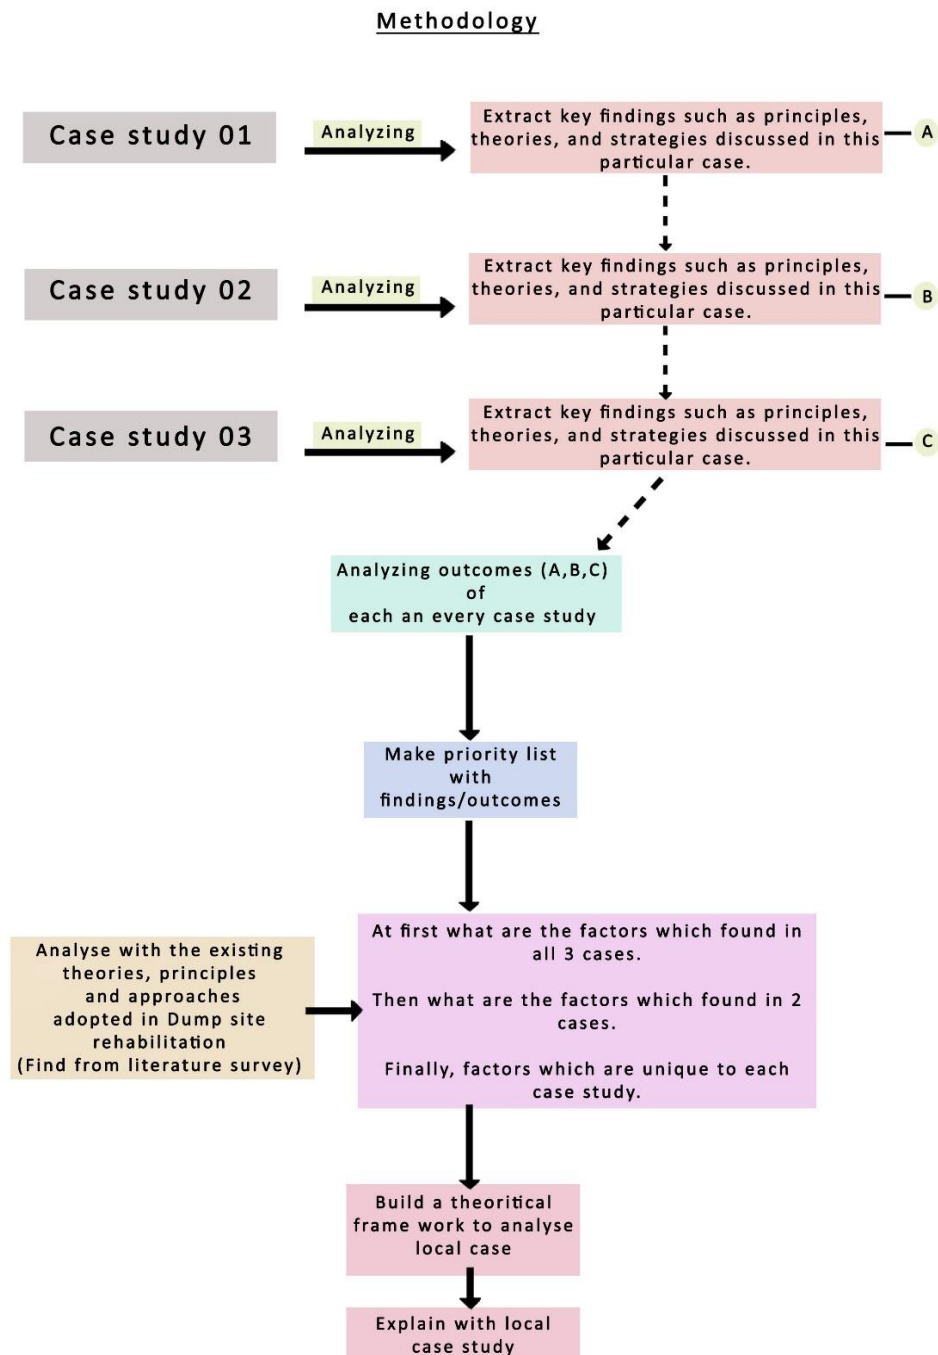 Methodology
Case study 01
Analyzing
Extract key findings such as principles,
theories, and strategies discussed in this
particular case.
A
Case study 02
Analyzing
Extract key findings such as principles,
theories, and strategies discussed in this
particular case.
B
Case study 03
Analyzing
Extract key findings such as principles,
theories, and strategies discussed in this
particular case.
C
Analyzing outcomes (A,B,C)
of
each an every case study
Make priority list
with
findings/outcomes
Analyse with the existing
theories, principles
and approaches
adopted in Dump site
rehabilitation
(Find from literature survey)
At first what are the factors which found in
all 3 cases.
Then what are the factors which found in 2
cases.
Finally, factors which are unique to each
case study.
Build a theoritical
frame work to analyse
local case
Explain with local
case study